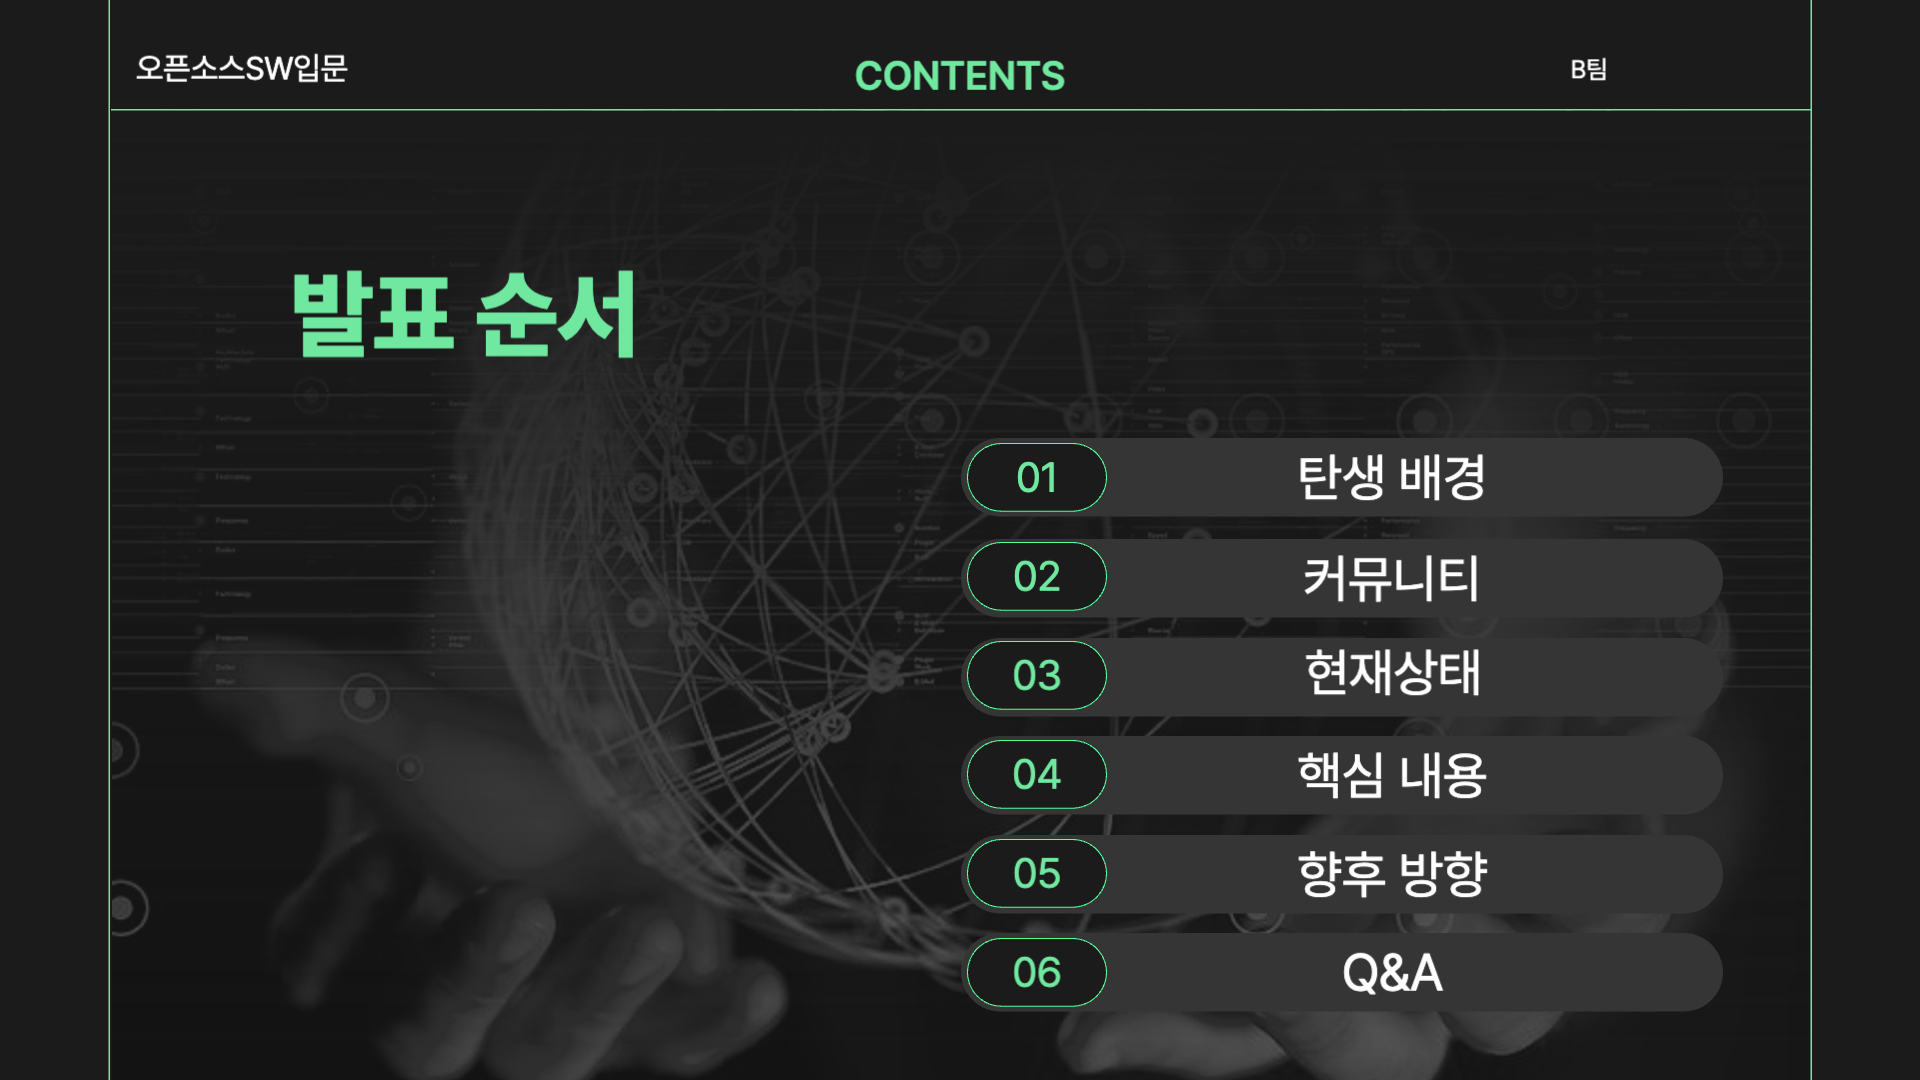 오픈소스SW입문
CONTENTS
B팀
발표 순서
01 탄생 배경
02 커뮤니티
03 현재상태
04 핵심 내용
05 향후 방향
06 Q&A